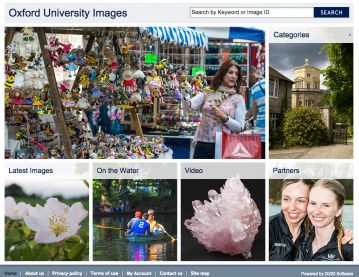 Oxford University Images
Search by Keyword or Image ID
SEARCH
Categories
Latest Images
On the Water
Video
Partners
Home | About us | Privacy policy | Terms of use | My Account | Contact us | Site map
Powered by 20/20 Software